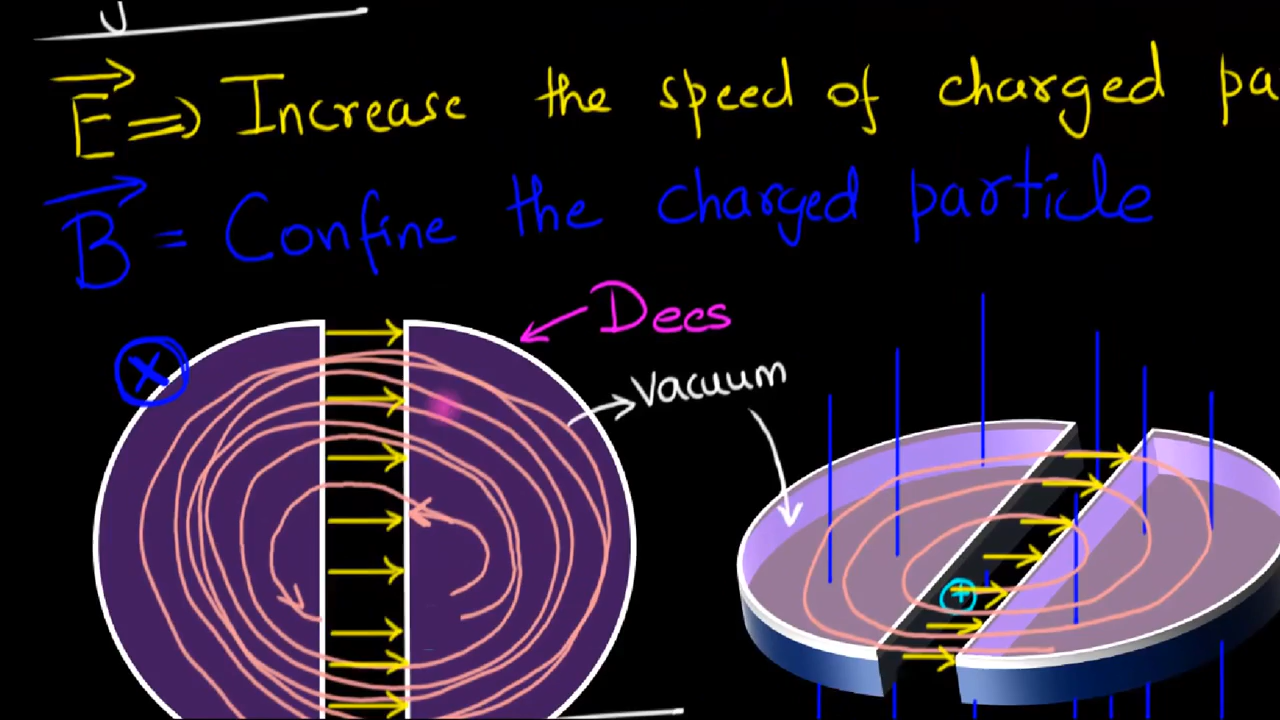 E => Increase the speed of charged pa
B = Confine the charged particle
Dees
Vacuum